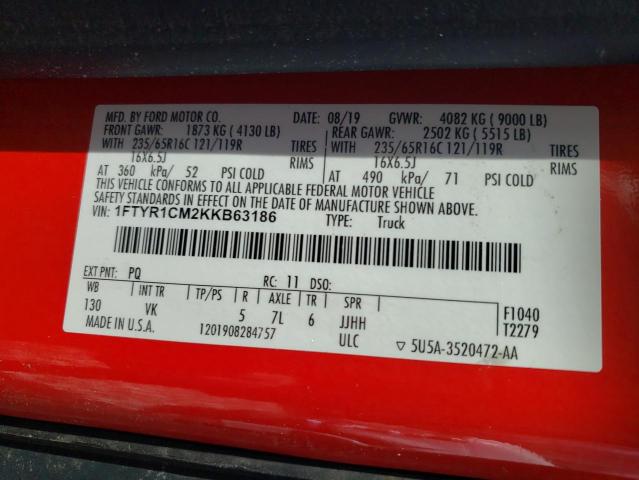 MFD. BY FORD MOTOR CO. 08/19 GVWR: 4082 KG ( 9000 LB)
FRONT GAWR: 1873 KG ( 4130 LB) REAR GAWR: 2502 KG ( 5515 LB)
WITH 235/65R16C 121/119R TIRES WITH 235/65R16C 121/119R TIRES
16X6.5J RIMS 16X6.5J RIMS
AT 360 kPa/ 52 PSI COLD AT 490 kPa/ 71 PSI COLD
THIS VEHICLE CONFORMS TO ALL APPLICABLE FEDERAL MOTOR VEHICLE
SAFETY STANDARDS IN EFFECT ON THE DATE OF MANUFACTURE SHOWN ABOVE.
VIN: 1FTYR1CM2KKB63186 TYPE: Truck
EXT PNT: PQ RC: 11 DSO:
WB INT TR TP/PS R AXLE TR SPR F1040
130 VK 5 7L 6 JJHH T2279
MADE IN U.S.A. 1201908284757 ULC ▽ 5U5A-3520472-AA